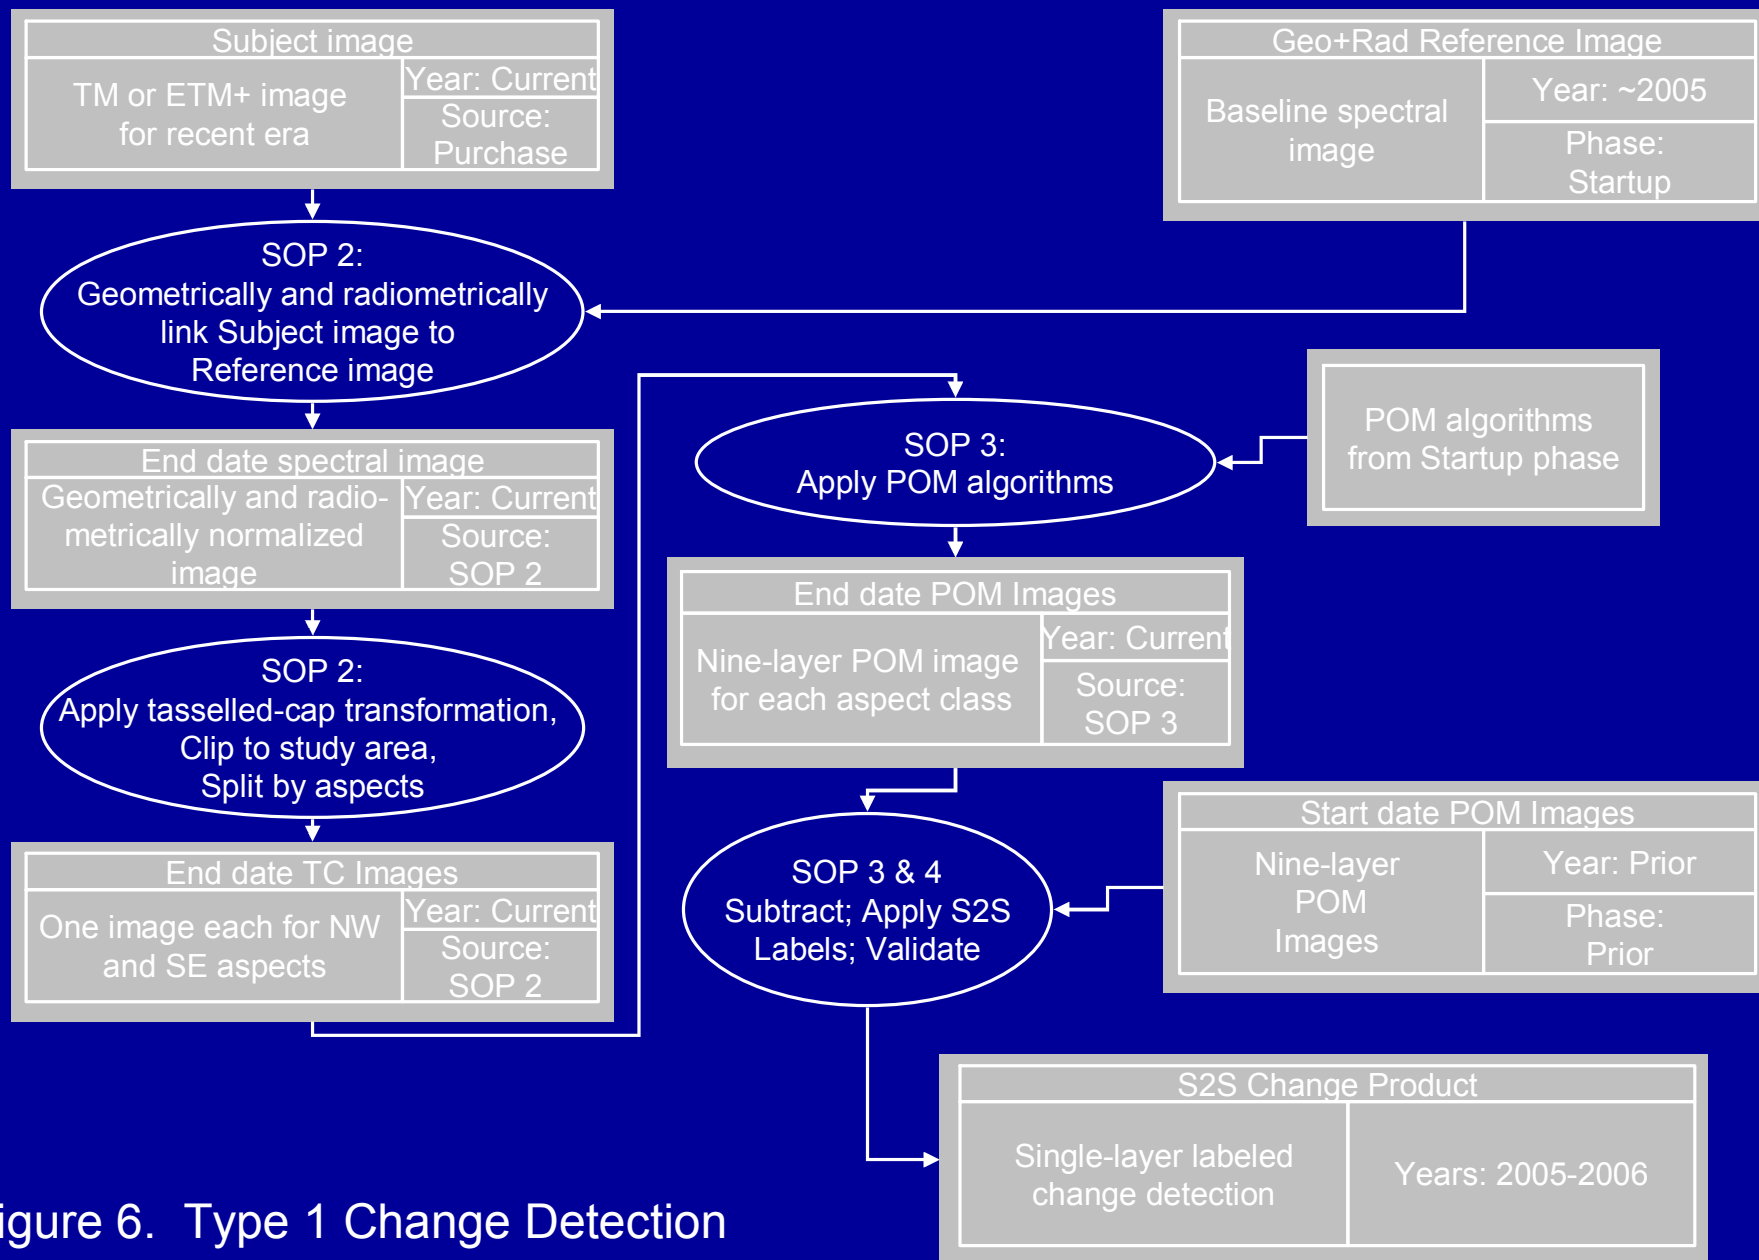 Subject image
TM or ETM+ image
for recent era
Year: Current
Source:
Purchase
Geo+Rad Reference Image
Baseline spectral
image
Year: ~2005
Phase:
Startup
SOP 2:
Geometrically and radiometrically
link Subject image to
Reference image
End date spectral image
Geometrically and radio-
metrically normalized
image
Year: Current
Source:
SOP 2
SOP 2:
Apply tasselled-cap transformation,
Clip to study area,
Split by aspects
End date TC Images
One image each for NW
and SE aspects
Year: Current
Source:
SOP 2
SOP 3:
Apply POM algorithms
POM algorithms
from Startup phase
End date POM Images
Nine-layer POM image
for each aspect class
Year: Current
Source:
SOP 3
SOP 3 & 4
Subtract; Apply S2S
Labels; Validate
Start date POM Images
Nine-layer
POM
Images
Year: Prior
Phase:
Prior
S2S Change Product
Single-layer labeled
change detection
Years: 2005-2006
igure 6. Type 1 Change Detection